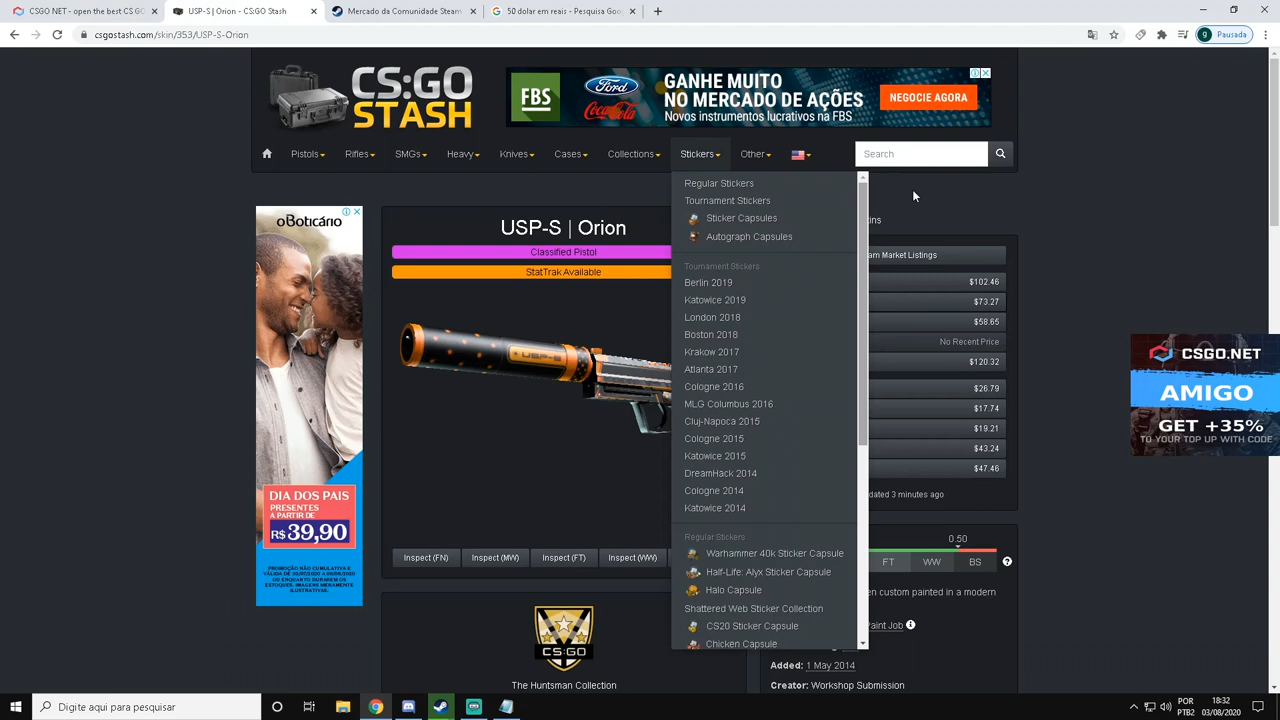 CSGO NET - open the best CS GO
USP-S | Orion - CS:GO Stash
Mercado da Comunidade Steam
50 dolar em reais - Pesquisa Goo
csgostash.com/skin/353/USP-S-Orion
g Pausada
CS:GO STASH
FBS
Ford
Coca-Cola
GANHE MUITO
NO MERCADO DE AÇÕES
Novos instrumentos lucrativos na FBS
NEGOCIE AGORA
Pistols Rifles SMGs Heavy Knives Cases Collections Stickers Other
Search
oBoticário
DIA DOS PAIS
PRESENTES
A PARTIR DE
R$ 39,90
USP-S | Orion
Classified Pistol
StatTrak Available
USP-S
Inspect (FN) Inspect (MW) Inspect (FT) Inspect (WW)
CS:GO
The Huntsman Collection
Regular Stickers
Tournament Stickers
Sticker Capsules
Autograph Capsules
Tournament Stickers
Berlin 2019
Katowice 2019
London 2018
Boston 2018
Krakow 2017
Atlanta 2017
Cologne 2016
MLG Columbus 2016
Cluj-Napoca 2015
Cologne 2015
Katowice 2015
DreamHack 2014
Cologne 2014
Katowice 2014
Regular Stickers
Warhammer 40k Sticker Capsule
Half-Life: Alyx Sticker Capsule
Halo Capsule
Shattered Web Sticker Collection
CS20 Sticker Capsule
Chicken Capsule
ins
am Market Listings
$102.46
$73.27
$58.65
No Recent Price
$120.32
$26.79
$17.74
$19.21
$43.24
$47.46
dated 3 minutes ago
0.50
FT WW BS
en custom painted in a modern
Paint Job
Added: 1 May 2014
Creator: Workshop Submission
CSGO.NET
AMIGO
GET +35%
TO YOUR TOP UP WITH CODE
Digite aqui para pesquisar
POR
PTB2
18:32
03/08/2020